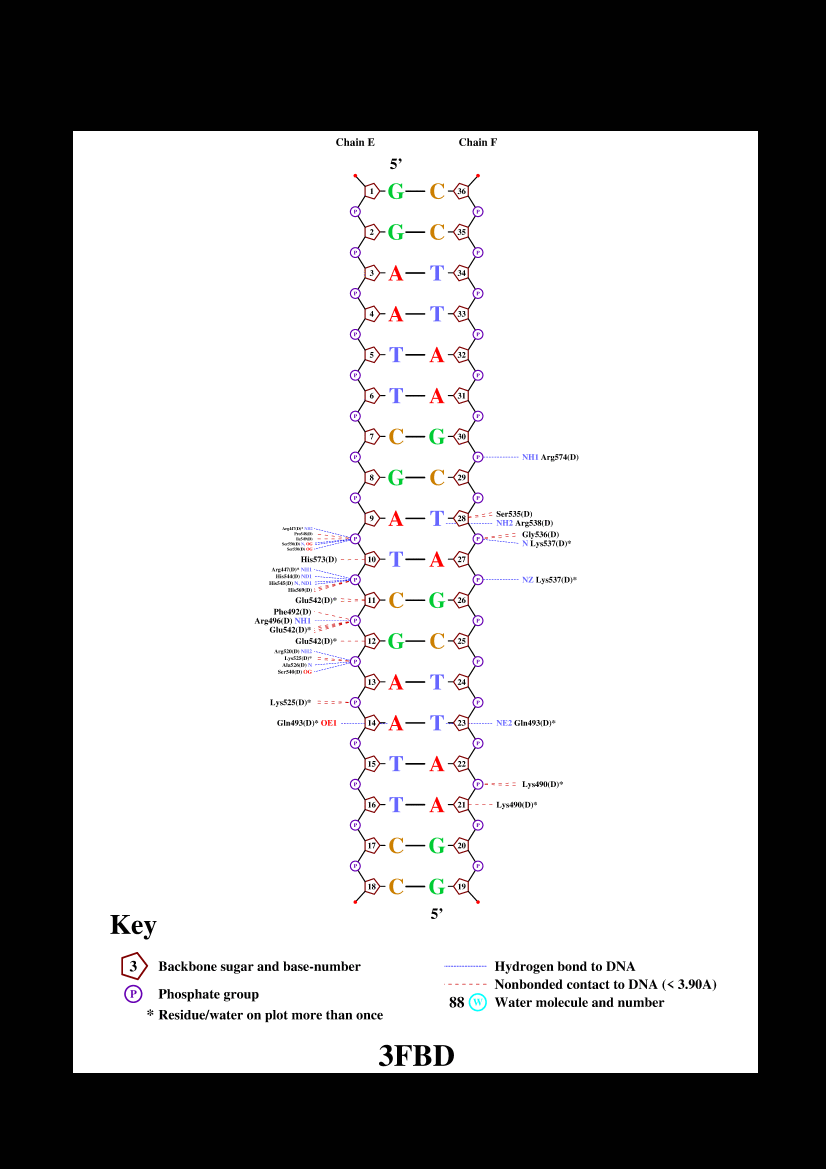 Chain E Chain F
5’
1 G C 36
P P
2 G C 35
P P
3 A T 34
P P
4 A T 33
P P
5 T A 32
P P
6 T A 31
P P
7 C G 30
P P NH1 Arg574(D)
8 G C 29
P P
Ser535(D)
9 A T 28
NH2 Arg538(D)
Arg447(D)* NH2
Gly536(D)
P P
N Lys537(D)*
Ser390(D) OG
His573(D) 10 T A 27
Arg447(D)* NH1
His544(D) ND1
P P NZ Lys537(D)*
His545(D) N, ND1
His569(D)
Glu542(D)* 11 C G 26
Phe492(D)
Arg496(D) NH1 P P
Glu542(D)*
Glu542(D)* 12 G C 25
Arg520(D) NH2
Lys525(D)*
P P
Ala526(D) N
Ser540(D) OG
13 A T 24
Lys525(D)* P P
Gln493(D)* OE1 14 A T 23 NE2 Gln493(D)*
P P
15 T A 22
P P Lys490(D)*
16 T A 21 Lys490(D)*
P P
17 C G 20
P P
18 C G 19
5’
Key
3 Backbone sugar and base-number
Hydrogen bond to DNA
Nonbonded contact to DNA (< 3.90A)
P Phosphate group
88 W Water molecule and number
* Residue/water on plot more than once
3FBD